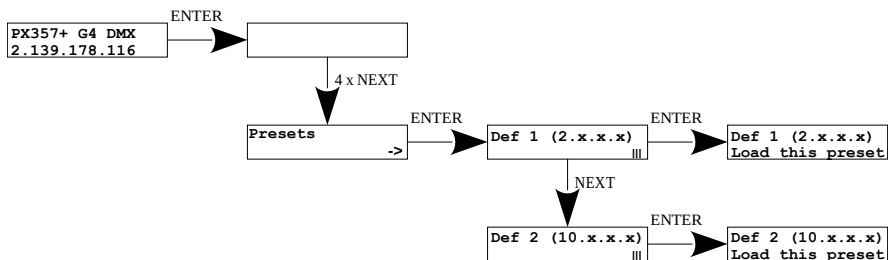 ENTER
PX357+ G4 DMX
2.139.178.116
4 x NEXT
Presets
->
ENTER
Def 1 (2.x.x.x)
|||
ENTER
Def 1 (2.x.x.x)
Load this preset
NEXT
Def 2 (10.x.x.x)
|||
ENTER
Def 2 (10.x.x.x)
Load this preset